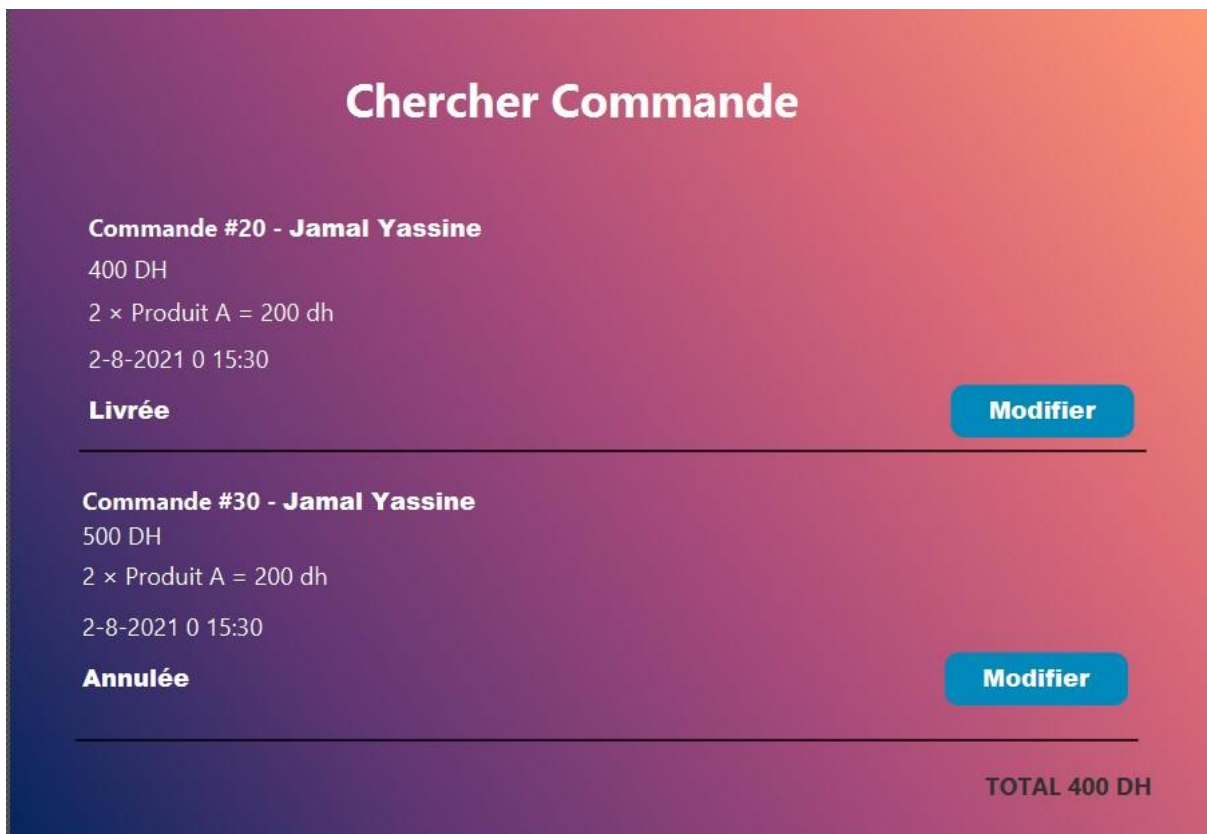 Chercher Commande
Commande #20 - Jamal Yassine
400 DH
2 × Produit A = 200 dh
2-8-2021 0 15:30
Livrée
Modifier
Commande #30 - Jamal Yassine
500 DH
2 × Produit A = 200 dh
2-8-2021 0 15:30
Annulée
Modifier
TOTAL 400 DH